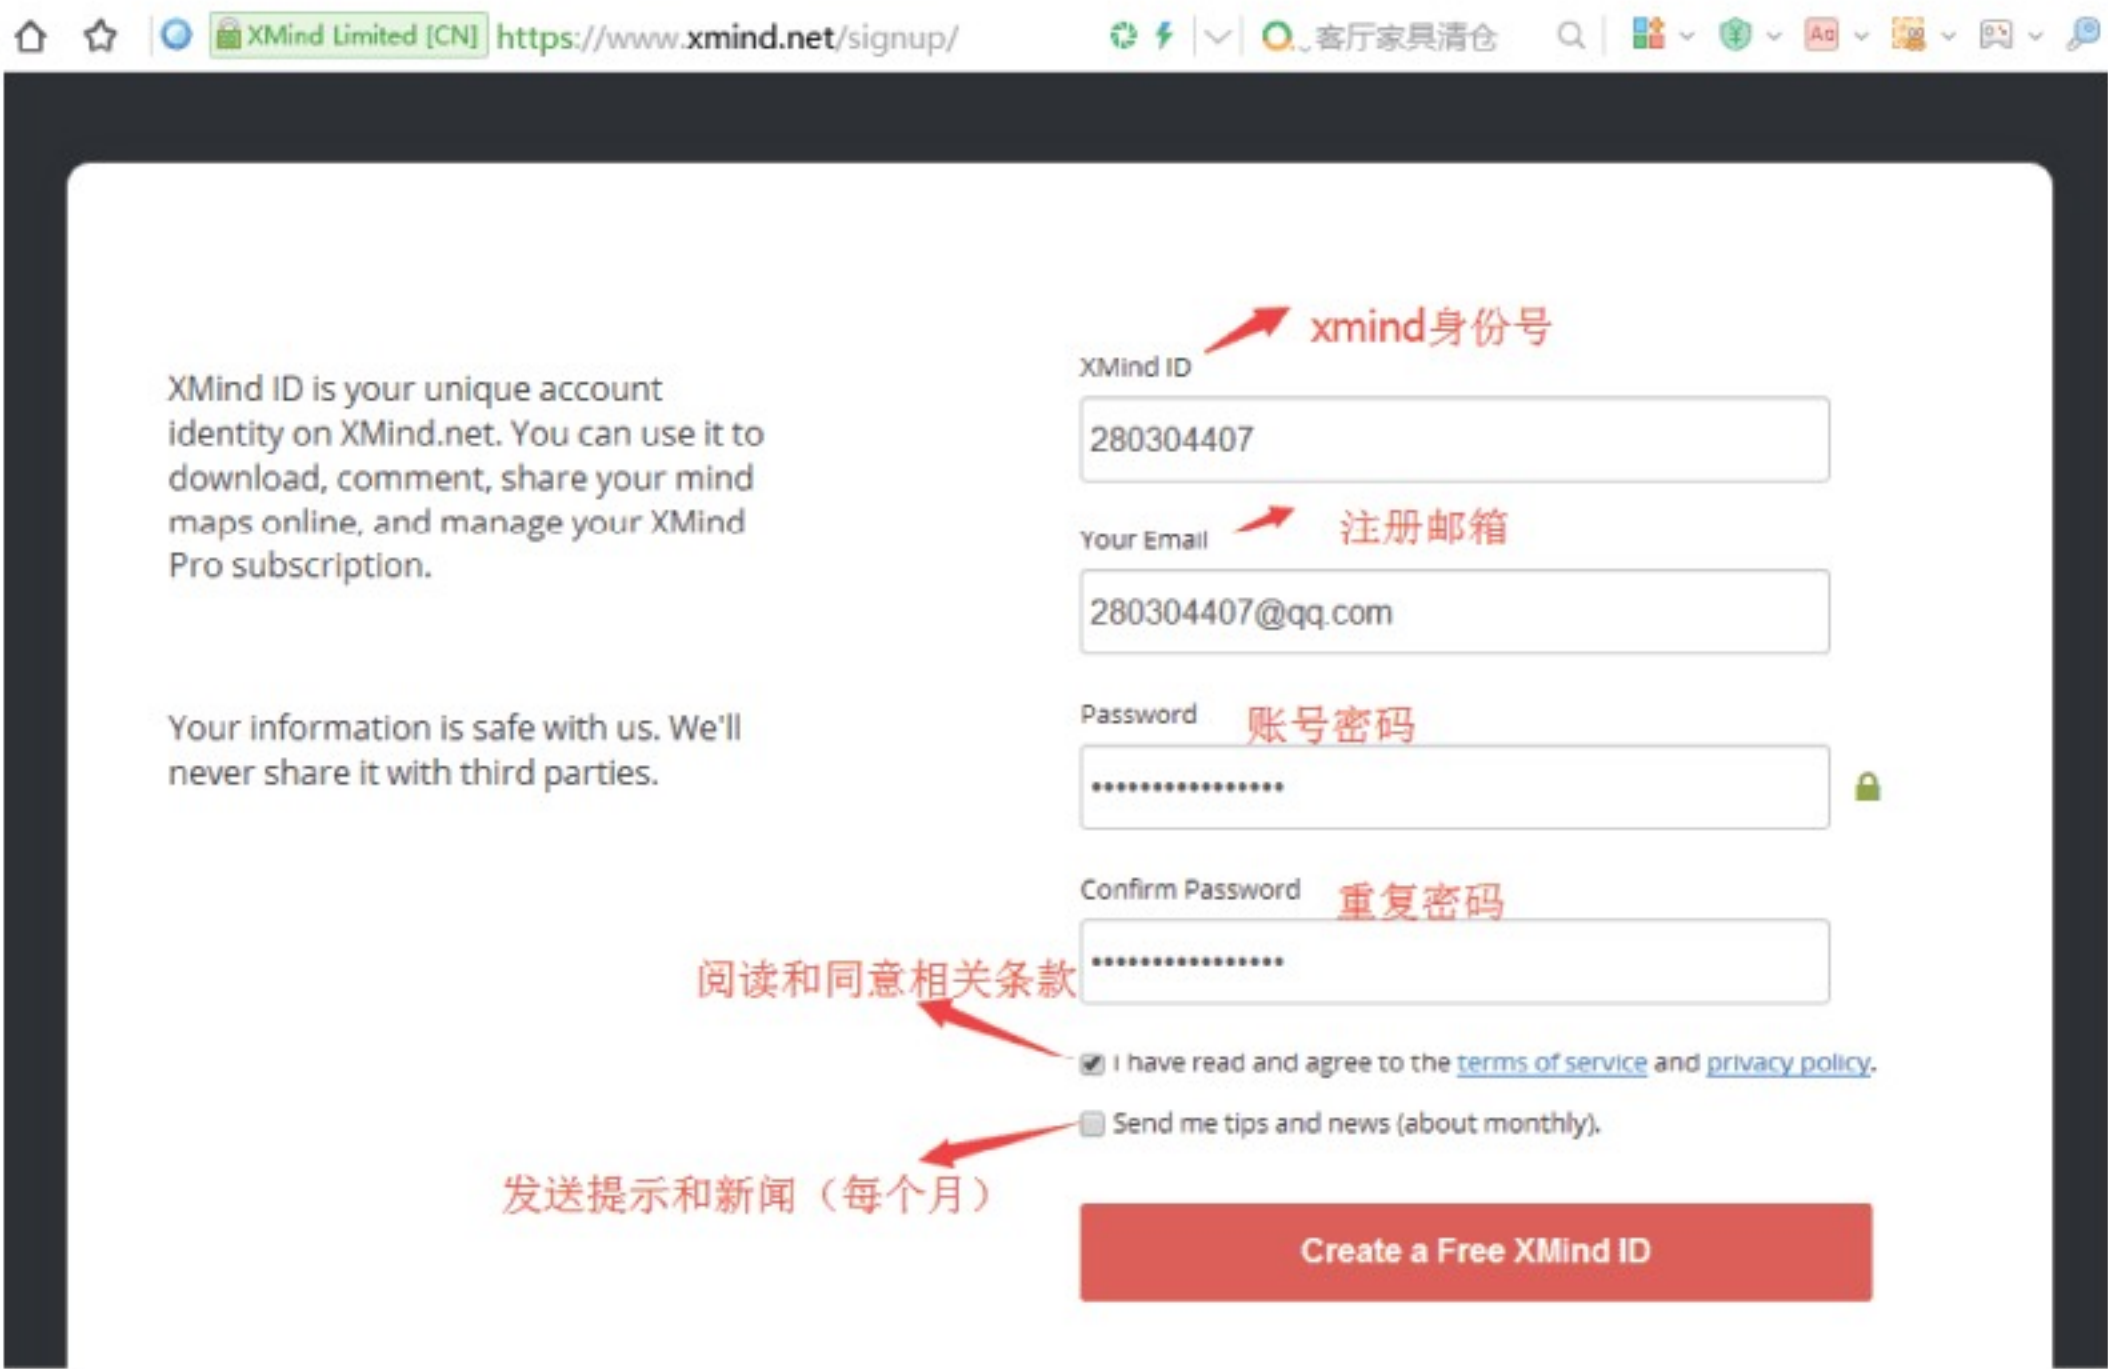 XMind Limited [CN] https://www.xmind.net/signup/ 客厅家具清仓
XMind ID is your unique account
identity on XMind.net. You can use it to
download, comment, share your mind
maps online, and manage your XMind
Pro subscription.
Your information is safe with us. We'll
never share it with third parties.
xmind身份号
XMind ID
280304407
注册邮箱
Your Email
280304407@qq.com
Password 账号密码
••••••••••••••••
Confirm Password 重复密码
••••••••••••••••
阅读和同意相关条款
I have read and agree to the terms of service and privacy policy.
Send me tips and news (about monthly).
发送提示和新闻（每个月）
Create a Free XMind ID